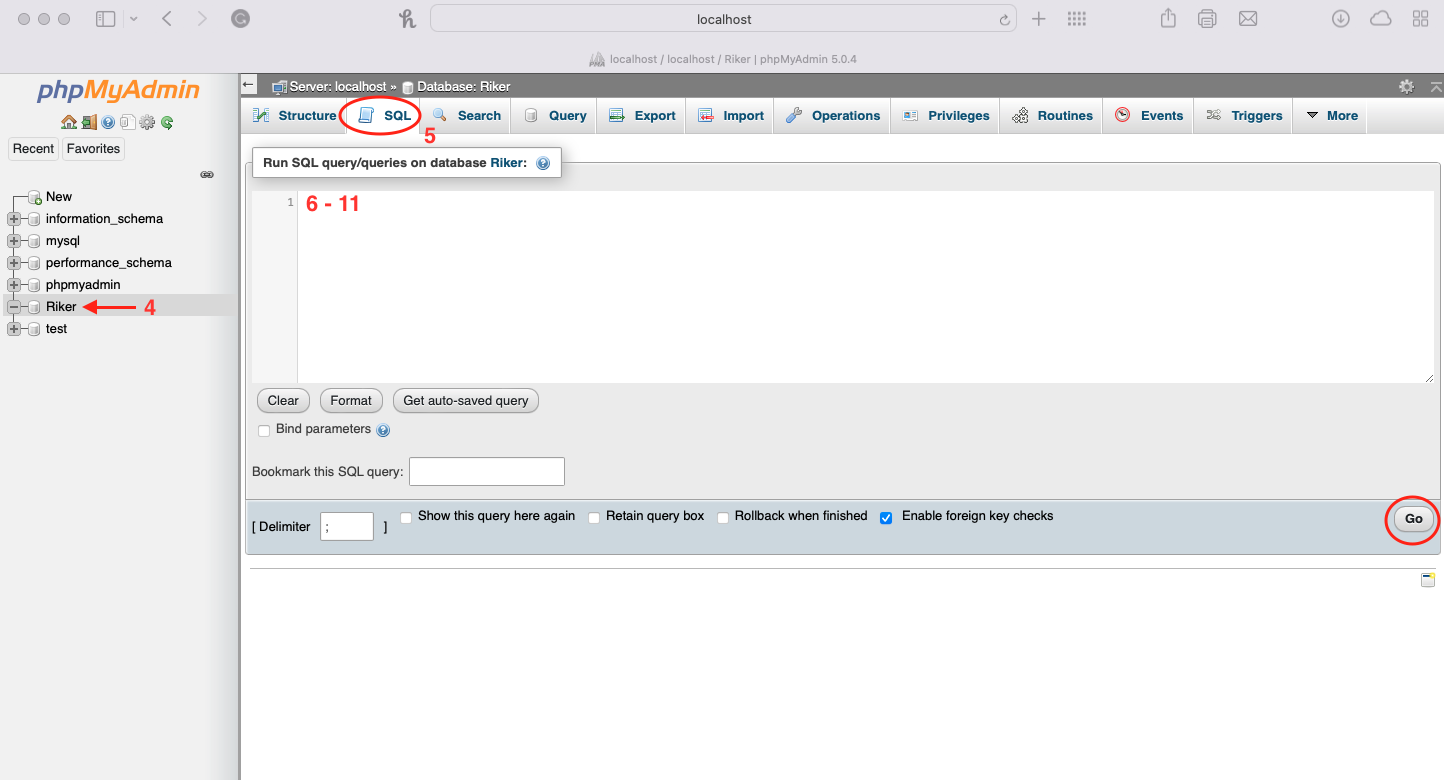 localhost
localhost / localhost / Riker | phpMyAdmin 5.0.4
phpMyAdmin
Recent Favorites
New
information_schema
mysql
performance_schema
phpmyadmin
Riker 4
test
Server: localhost » Database: Riker
Structure SQL Search Query Export Import Operations Privileges Routines Events Triggers More
5
Run SQL query/queries on database Riker:
1 6 - 11
Clear Format Get auto-saved query
Bind parameters
Bookmark this SQL query:
[ Delimiter ; ] Show this query here again Retain query box Rollback when finished Enable foreign key checks Go